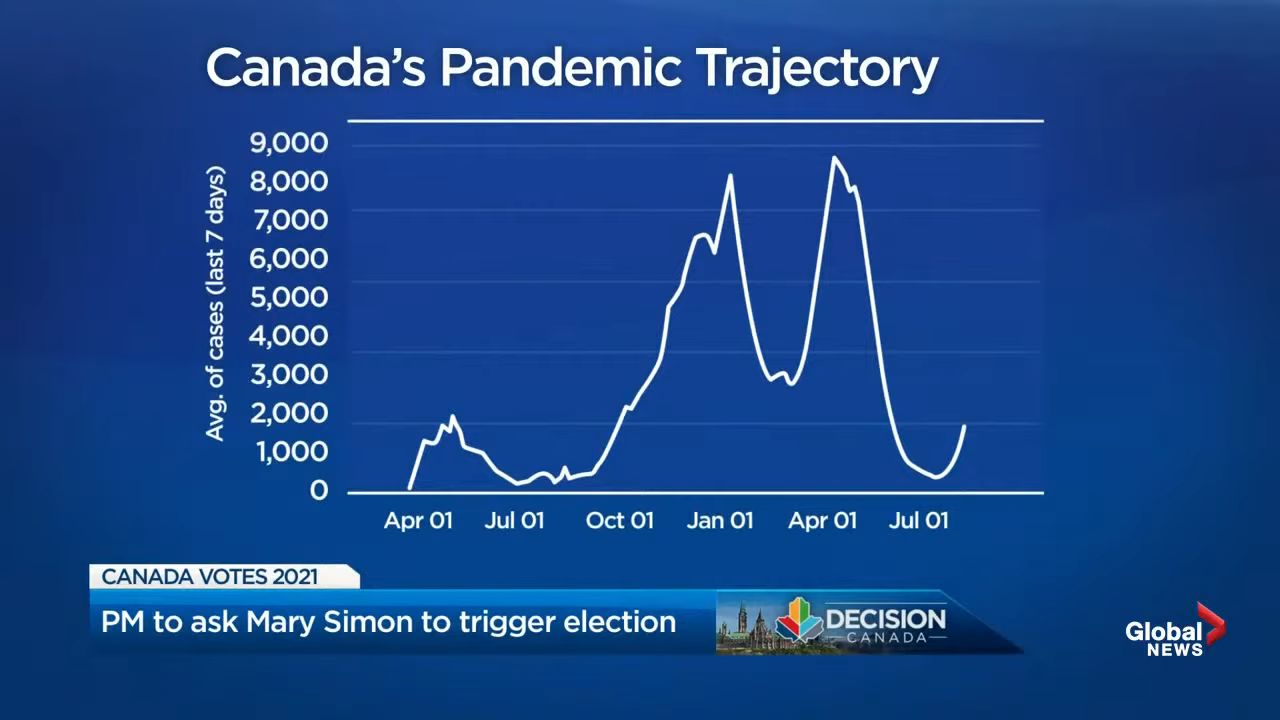 Canada's Pandemic Trajectory
Avg. of cases (last 7 days)
9,000
8,000
7,000
6,000
5,000
4,000
3,000
2,000
1,000
0
Apr 01 Jul 01 Oct 01 Jan 01 Apr 01 Jul 01
CANADA VOTES 2021
PM to ask Mary Simon to trigger election
DECISION
CANADA
Global
NEWS